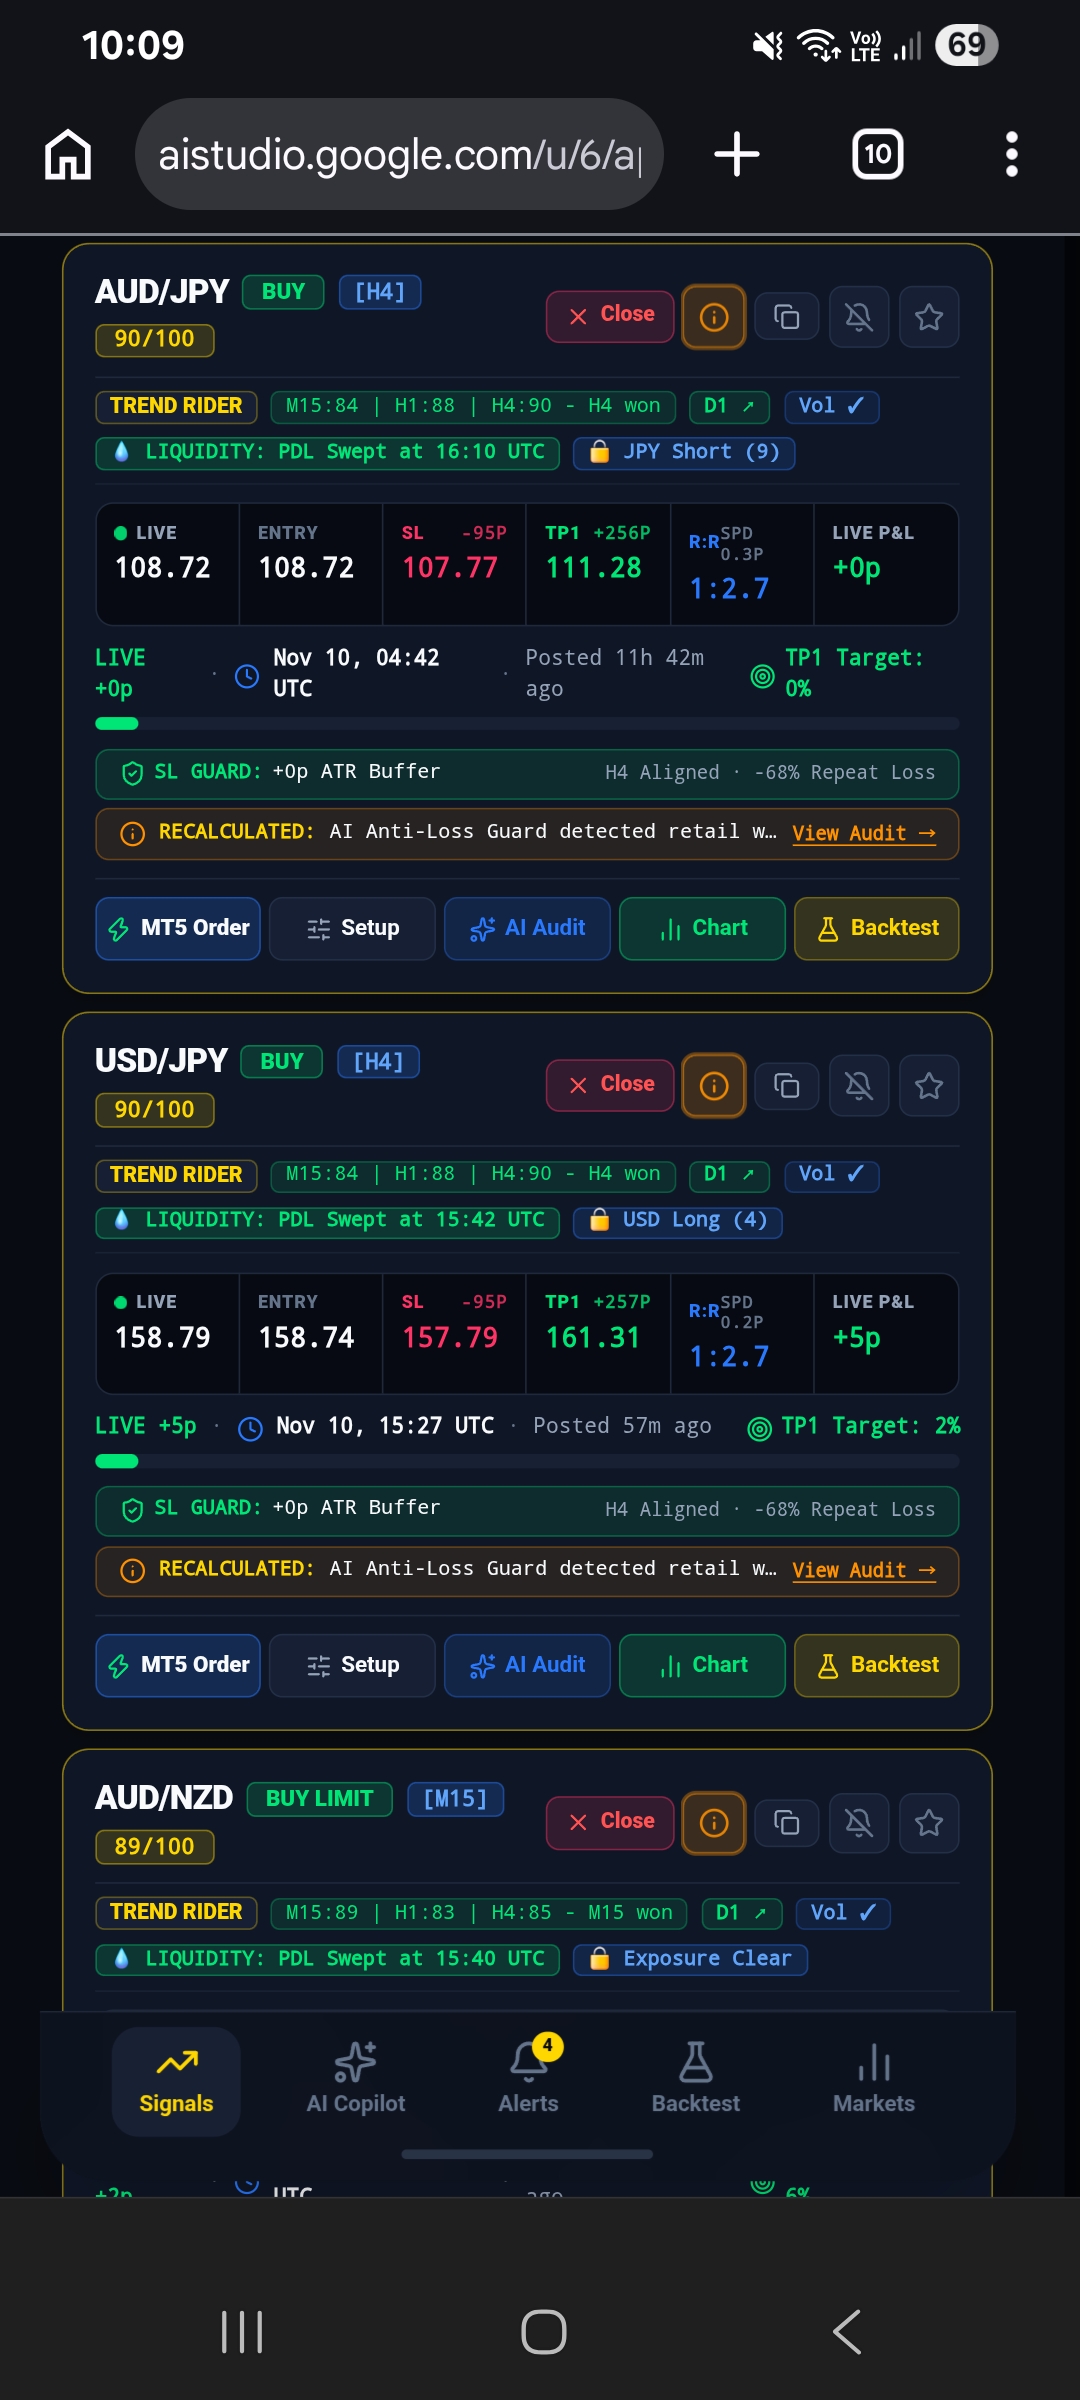 10:09
Vo))
LTE
69
aistudio.google.com/u/6/a
10
AUD/JPY BUY [H4]
90/100
Close
TREND RIDER M15:84 | H1:88 | H4:90 - H4 won D1 ↗ Vol ✓
LIQUIDITY: PDL Swept at 16:10 UTC JPY Short (9)
LIVE ENTRY SL -95P TP1 +256P R:R SPD 0.3P LIVE P&L
108.72 108.72 107.77 111.28 1:2.7 +0p
LIVE +0p · Nov 10, 04:42 UTC · Posted 11h 42m ago TP1 Target: 0%
SL GUARD: +0p ATR Buffer H4 Aligned · -68% Repeat Loss
RECALCULATED: AI Anti-Loss Guard detected retail w… View Audit →
MT5 Order Setup AI Audit Chart Backtest
USD/JPY BUY [H4]
90/100
Close
TREND RIDER M15:84 | H1:88 | H4:90 - H4 won D1 ↗ Vol ✓
LIQUIDITY: PDL Swept at 15:42 UTC USD Long (4)
LIVE ENTRY SL -95P TP1 +257P R:R SPD 0.2P LIVE P&L
158.79 158.74 157.79 161.31 1:2.7 +5p
LIVE +5p · Nov 10, 15:27 UTC · Posted 57m ago TP1 Target: 2%
SL GUARD: +0p ATR Buffer H4 Aligned · -68% Repeat Loss
RECALCULATED: AI Anti-Loss Guard detected retail w… View Audit →
MT5 Order Setup AI Audit Chart Backtest
AUD/NZD BUY LIMIT [M15]
89/100
Close
TREND RIDER M15:89 | H1:83 | H4:85 - M15 won D1 ↗ Vol ✓
LIQUIDITY: PDL Swept at 15:40 UTC Exposure Clear
4
Signals AI Copilot Alerts Backtest Markets
+2p UTC ago 6%